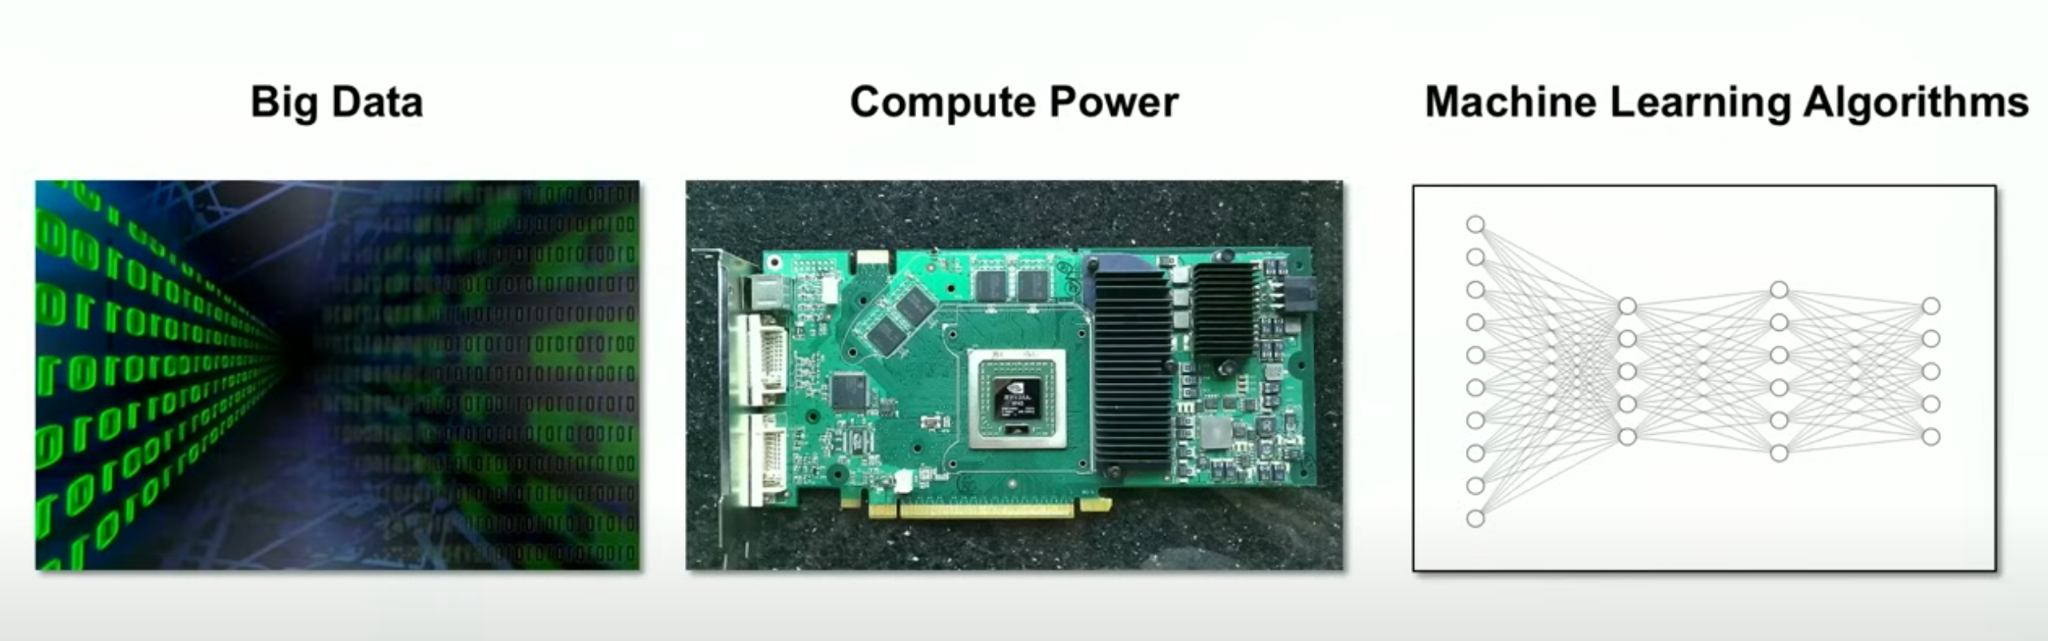 Big Data
Compute Power
Machine Learning Algorithms